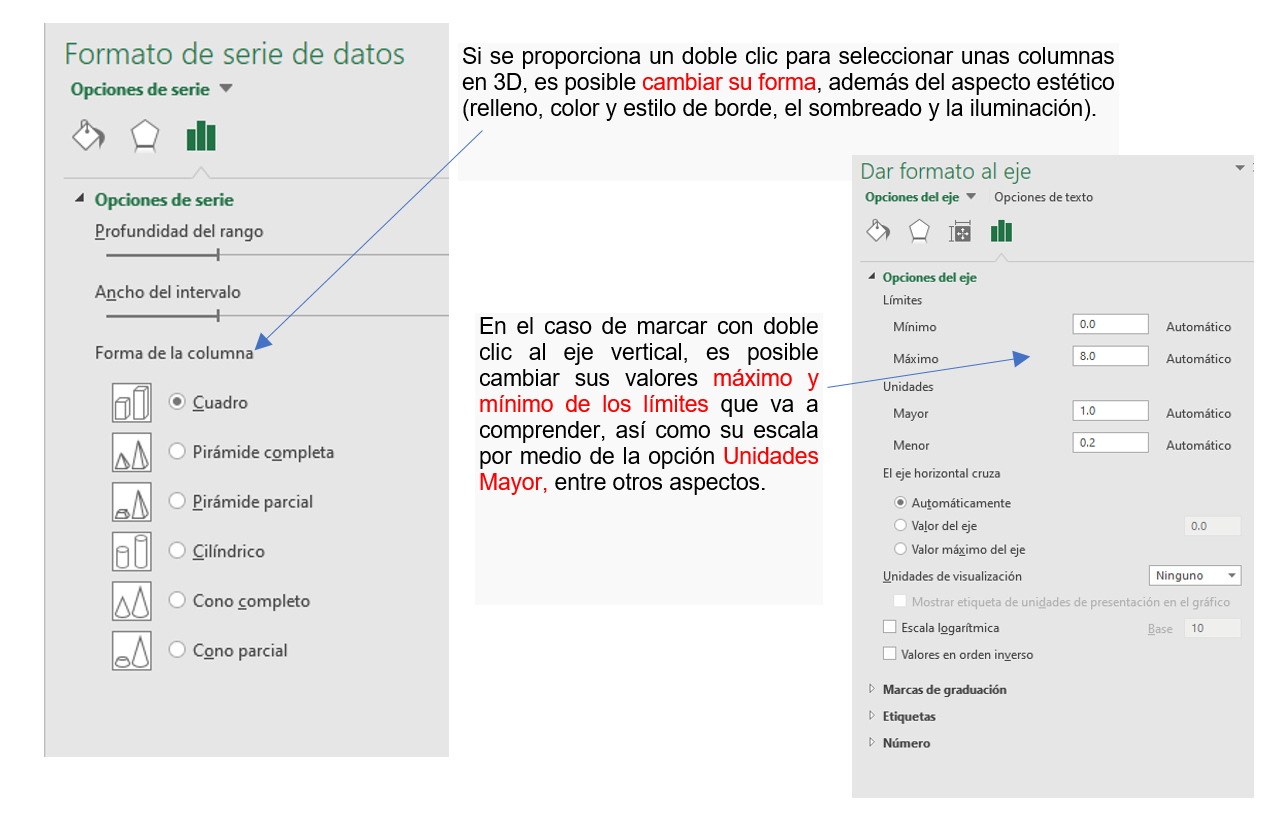 Formato de serie de datos
Opciones de serie
Opciones de serie
Profundidad del rango
Ancho del intervalo
Forma de la columna
Cuadro
Pirámide completa
Pirámide parcial
Cilíndrico
Cono completo
Cono parcial
Si se proporciona un doble clic para seleccionar unas columnas
en 3D, es posible cambiar su forma, además del aspecto estético
(relleno, color y estilo de borde, el sombreado y la iluminación).
En el caso de marcar con doble
clic al eje vertical, es posible
cambiar sus valores máximo y
mínimo de los límites que va a
comprender, así como su escala
por medio de la opción Unidades
Mayor, entre otros aspectos.
Dar formato al eje
Opciones del eje Opciones de texto
Opciones del eje
Límites
Mínimo 0.0 Automático
Máximo 8.0 Automático
Unidades
Mayor 1.0 Automático
Menor 0.2 Automático
El eje horizontal cruza
Automáticamente
Valor del eje 0.0
Valor máximo del eje
Unidades de visualización Ninguno
Mostrar etiqueta de unidades de presentación en el gráfico
Escala logarítmica Base 10
Valores en orden inverso
Marcas de graduación
Etiquetas
Número